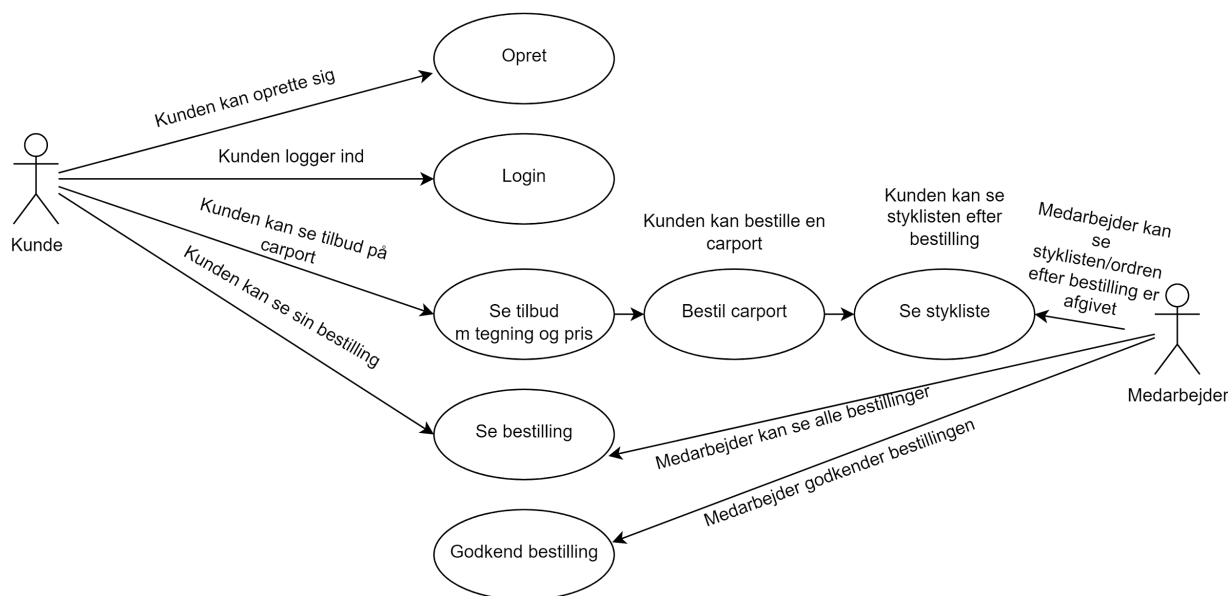 Opret
Kunden kan oprette sig
Kunden logger ind
Login
Kunde
Kunden kan se tilbud på
carport
Kunden kan se sin bestilling
Se tilbud
m tegning og pris
Kunden kan bestille en
carport
Bestil carport
Kunden kan se
styklisten efter
bestilling
Se stykliste
Medarbejder kan
se
styklisten/ordren
efter bestilling er
afgivet
Medarbejder
Se bestilling
Medarbejder kan se alle bestillinger
Medarbejder godkender bestillingen
Godkend bestilling